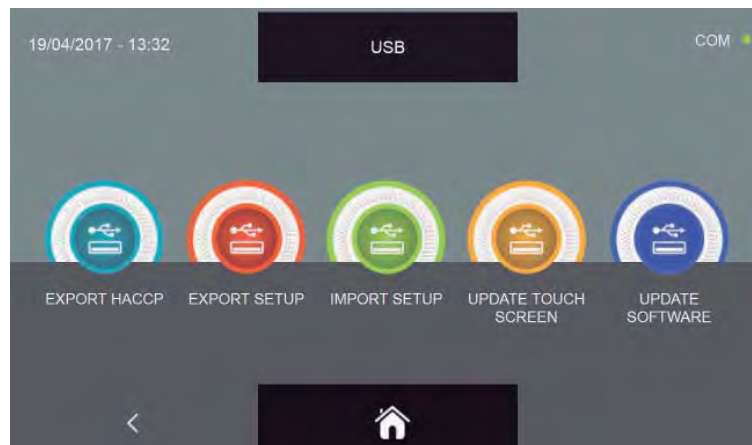 19/04/2017 - 13:32
USB
COM
EXPORT HACCP
EXPORT SETUP
IMPORT SETUP
UPDATE TOUCH
SCREEN
UPDATE
SOFTWARE